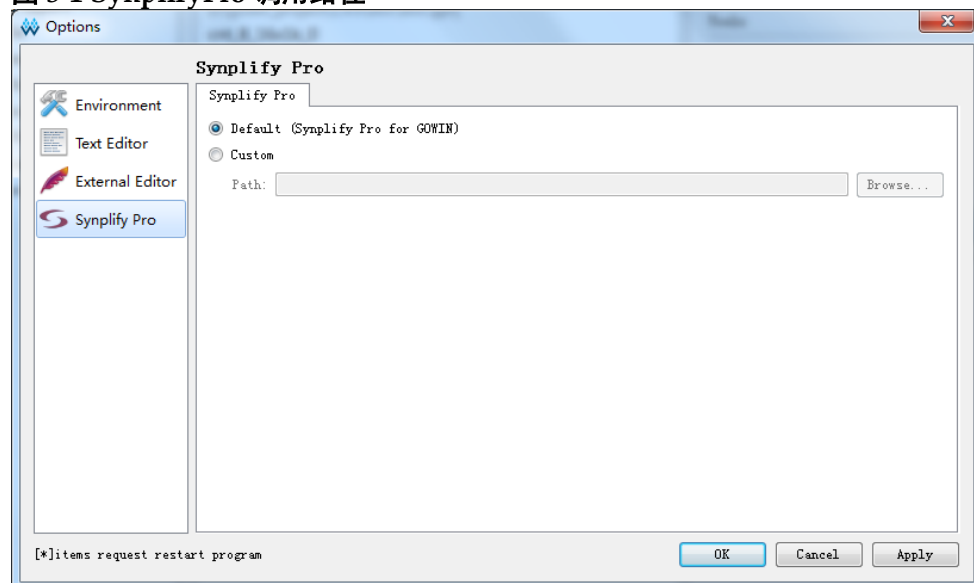 Options
Synplify Pro
Environment
Text Editor
External Editor
Synplify Pro
Synplify Pro
Default (Synplify Pro for GOWIN)
Custom
Path:
Browse...
[*]items request restart program
OK
Cancel
Apply